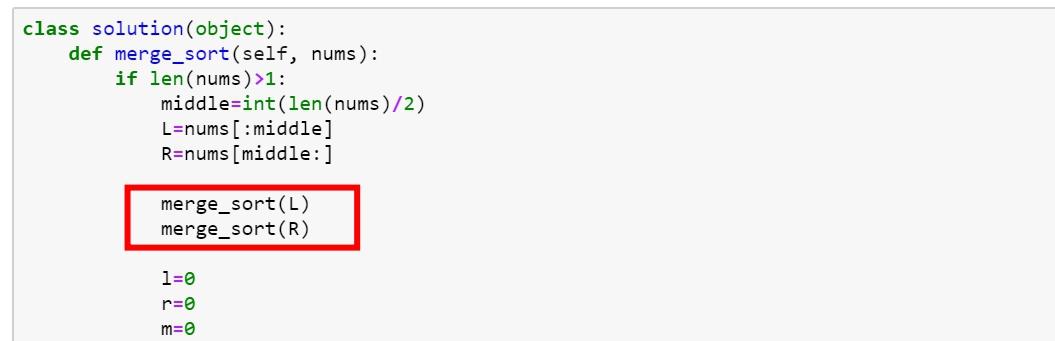 class solution(object):
    def merge_sort(self, nums):
        if len(nums)>1:
            middle=int(len(nums)/2)
            L=nums[:middle]
            R=nums[middle:]
            merge_sort(L)
            merge_sort(R)
            l=0
            r=0
            m=0